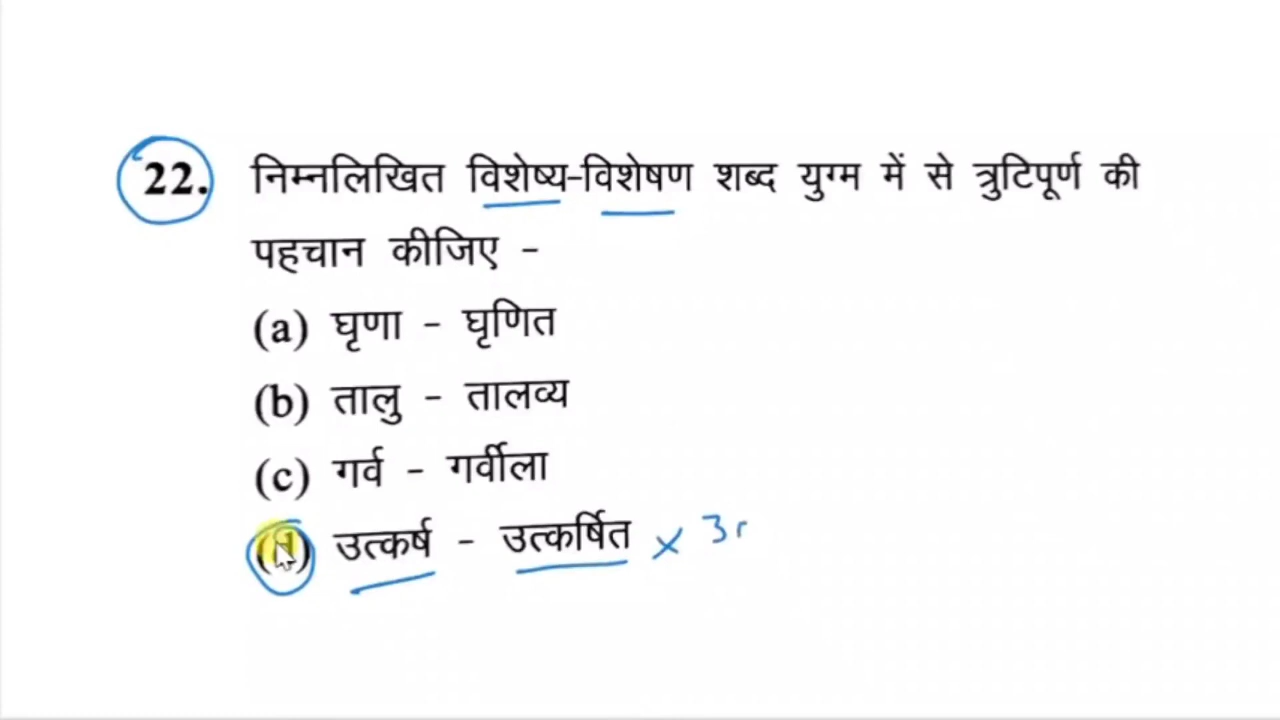 22. निम्नलिखित विशेष्य-विशेषण शब्द युग्म में से त्रुटिपूर्ण की
पहचान कीजिए -
(a) घृणा - घृणित
(b) तालु - तालव्य
(c) गर्व - गर्वीला
(d) उत्कर्ष - उत्कर्षित ×